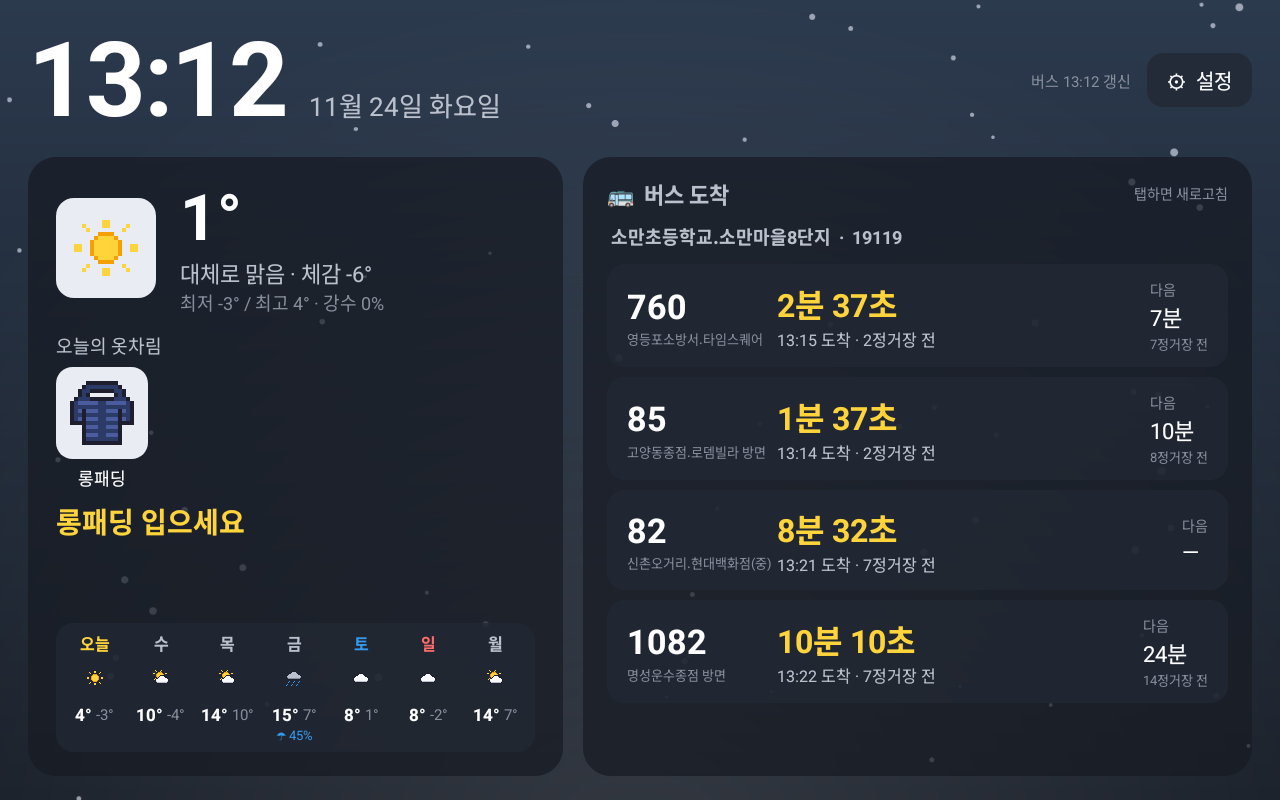 13:12
11월 24일 화요일
버스 13:12 갱신
설정
1°
대체로 맑음 · 체감 -6°
최저 -3° / 최고 4° · 강수 0%
오늘의 옷차림
롱패딩
롱패딩 입으세요
오늘 수 목 금 토 일 월
4° -3° 10° -4° 14° 10° 15° 7° 8° 1° 8° -2° 14° 7°
☂ 45%
버스 도착
탭하면 새로고침
소만초등학교.소만마을8단지 · 19119
760
영등포소방서.타임스퀘어
2분 37초
13:15 도착 · 2정거장 전
다음
7분
7정거장 전
85
고양동종점.로뎀빌라 방면
1분 37초
13:14 도착 · 2정거장 전
다음
10분
8정거장 전
82
신촌오거리.현대백화점(중)
8분 32초
13:21 도착 · 7정거장 전
다음
–
1082
명성운수종점 방면
10분 10초
13:22 도착 · 7정거장 전
다음
24분
14정거장 전